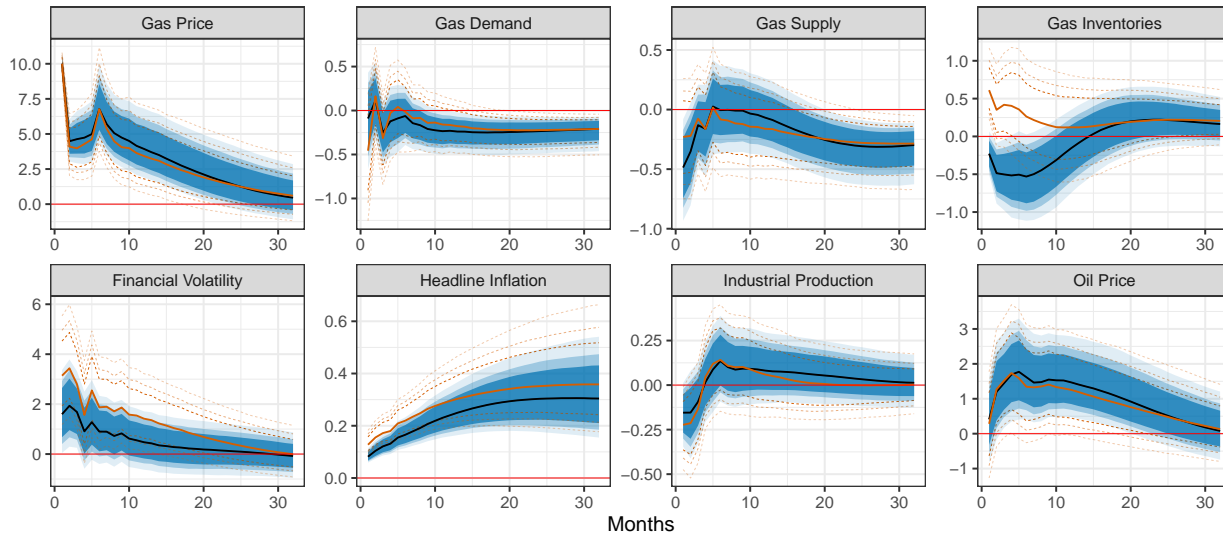 Gas Price
Gas Demand
Gas Supply
Gas Inventories
10.0
7.5
5.0
2.5
0.0
0 10 20 30
0.5
0.0
−0.5
−1.0
0 10 20 30
0.5
0.0
−0.5
−1.0
0 10 20 30
1.0
0.5
0.0
−0.5
−1.0
0 10 20 30
Financial Volatility
Headline Inflation
Industrial Production
Oil Price
6
4
2
0
0 10 20 30
0.6
0.4
0.2
0.0
0 10 20 30
0.25
0.00
−0.25
−0.50
0 10 20 30
3
2
1
0
−1
0 10 20 30
Months